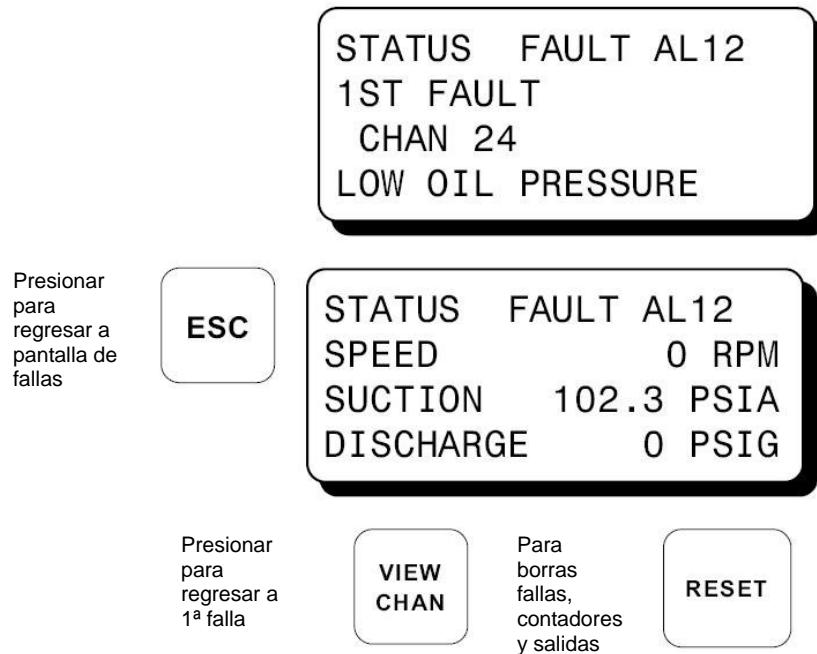 STATUS FAULT AL12
1ST FAULT
CHAN 24
LOW OIL PRESSURE
Presionar
para
regresar a
pantalla de
fallas
ESC
STATUS FAULT AL12
SPEED 0 RPM
SUCTION 102.3 PSIA
DISCHARGE 0 PSIG
Presionar
para
regresar a
1ª falla
VIEW
CHAN
Para
borras
fallas,
contadores
y salidas
RESET